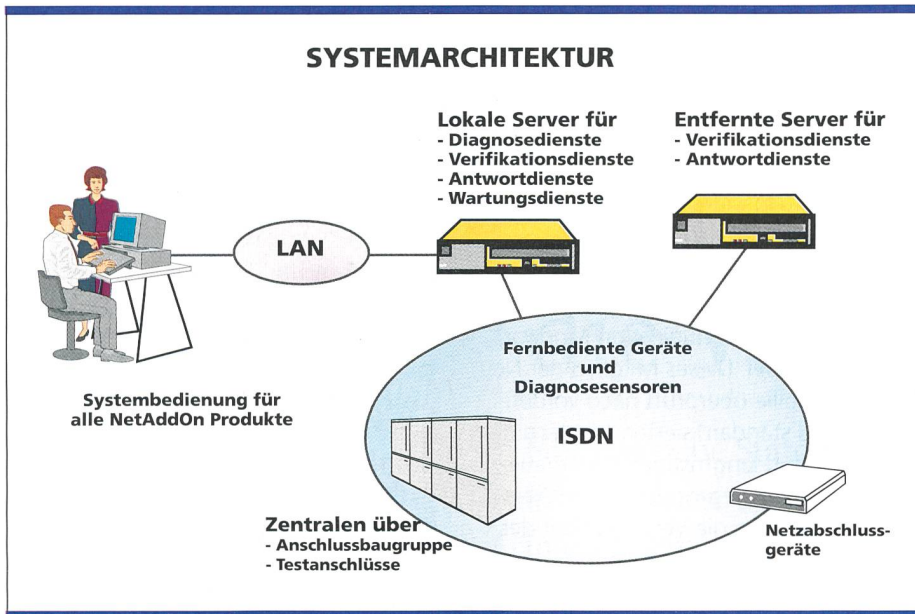 SYSTEMARCHITEKTUR
Lokale Server für
- Diagnosedienste
- Verifikationsdienste
- Antwortdienste
- Wartungsdienste
Entfernte Server für
- Verifikationsdienste
- Antwortdienste
LAN
Systembedienung für
alle NetAddOn Produkte
Fernbediente Geräte
und
Diagnosesensoren
ISDN
Zentralen über
- Anschlussbaugruppe
- Testanschlüsse
Netzabschluss-
geräte